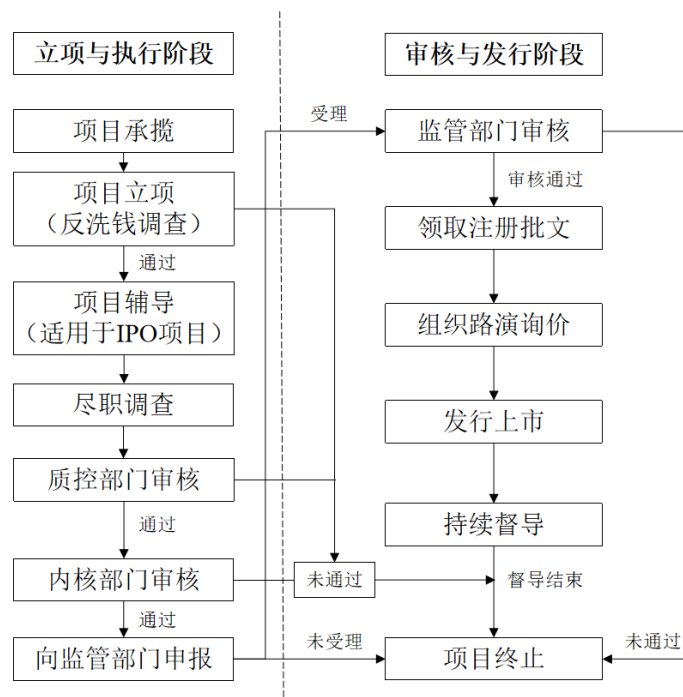 立项与执行阶段
项目承揽
项目立项
（反洗钱调查）
通过
项目辅导
（适用于IPO项目）
尽职调查
质控部门审核
通过
内核部门审核
通过
向监管部门申报
审核与发行阶段
受理
监管部门审核
审核通过
领取注册批文
组织路演询价
发行上市
持续督导
未通过
督导结束
未受理
项目终止
未通过